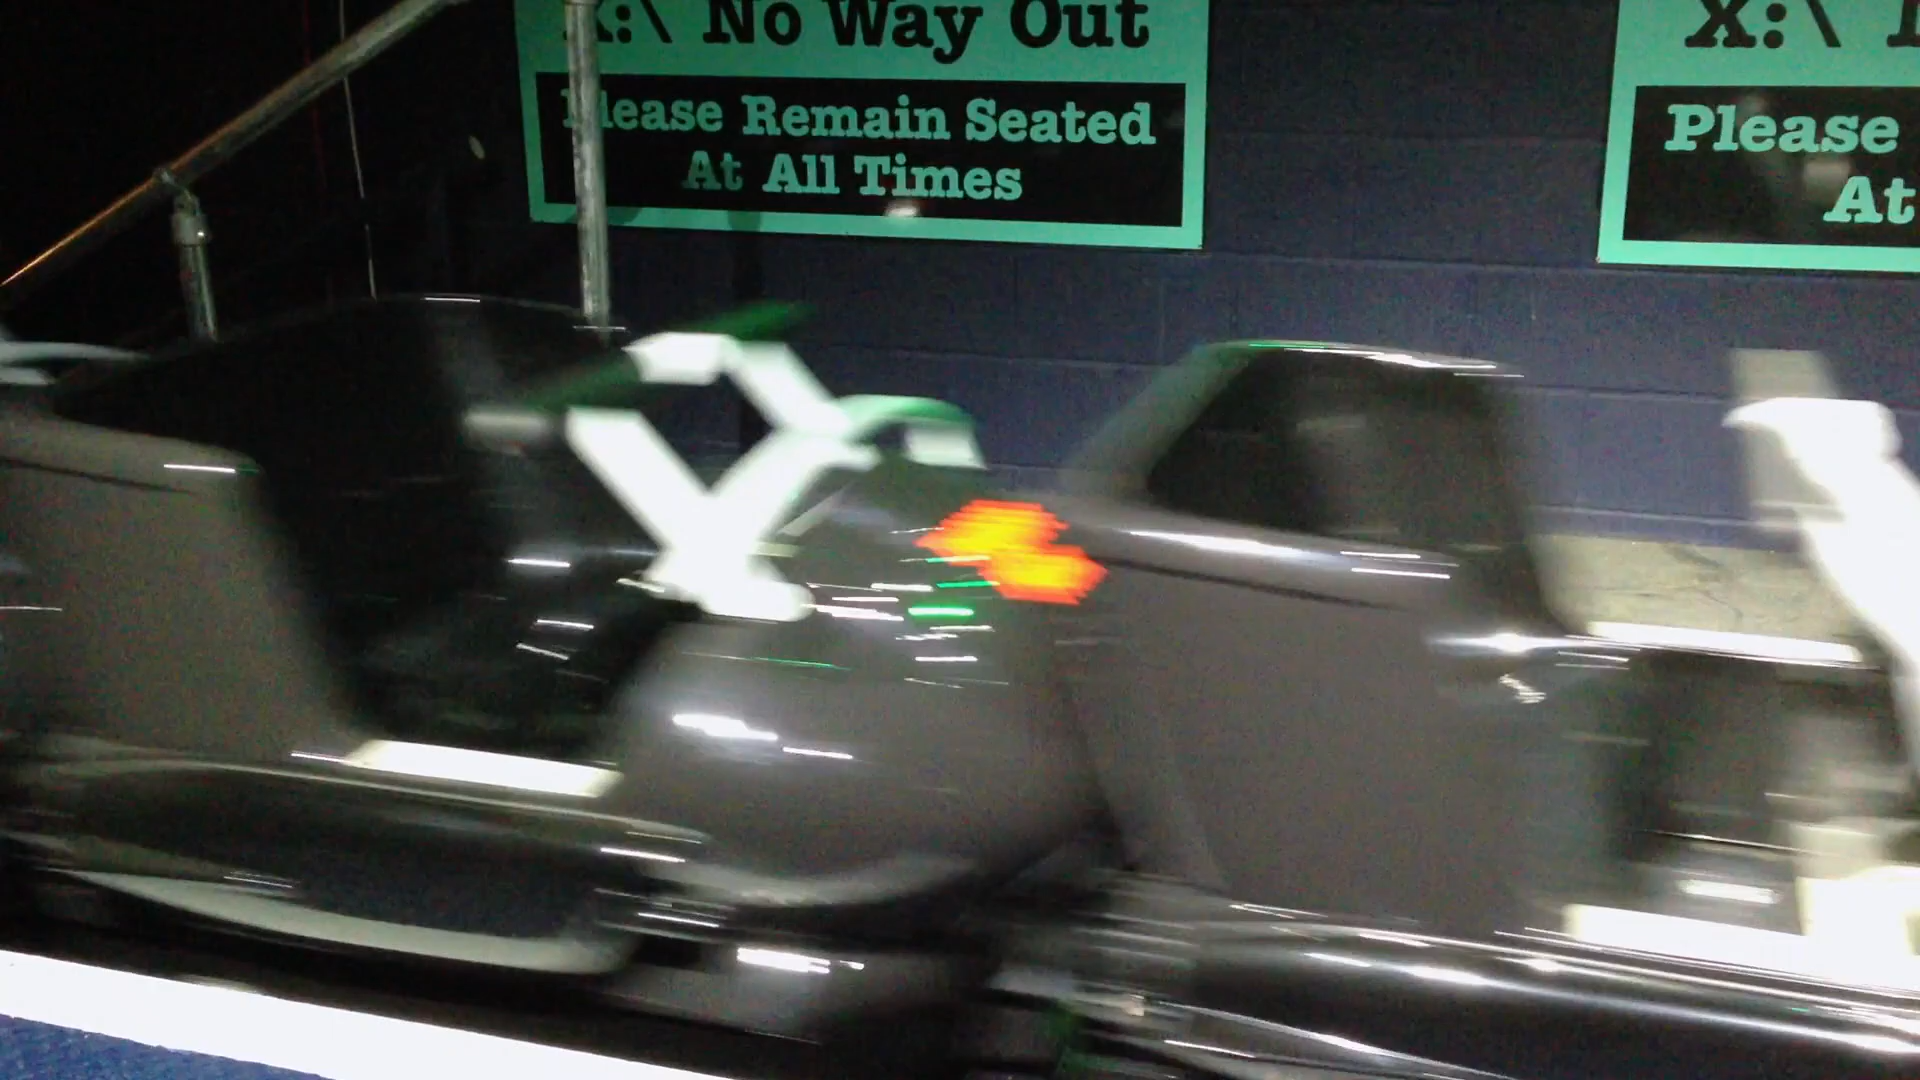 X:\ No Way Out
Please Remain Seated
At All Times
X:\
Please
At